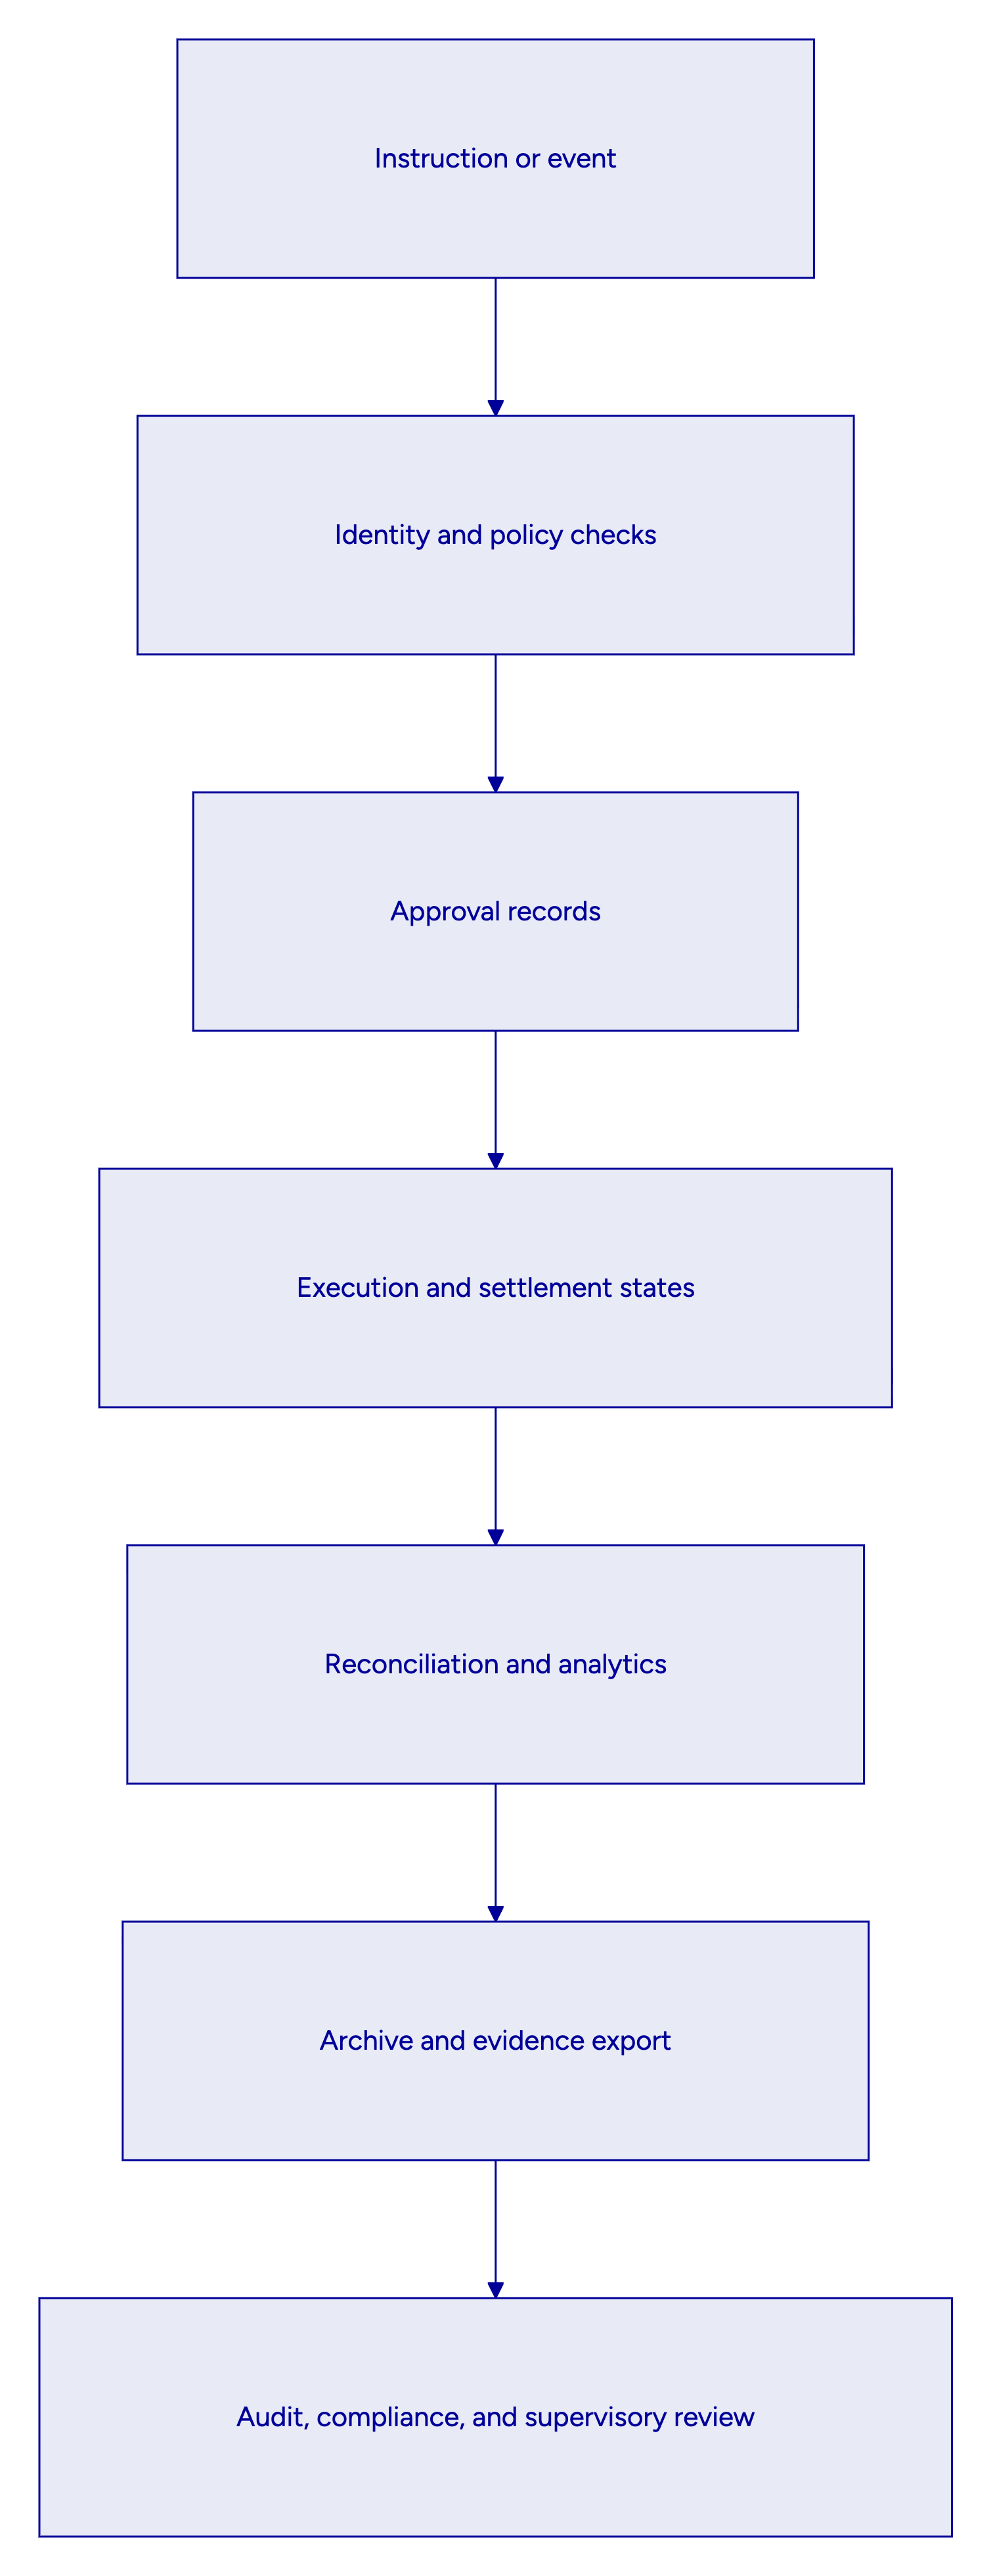 Instruction or event
Identity and policy checks
Approval records
Execution and settlement states
Reconciliation and analytics
Archive and evidence export
Audit, compliance, and supervisory review